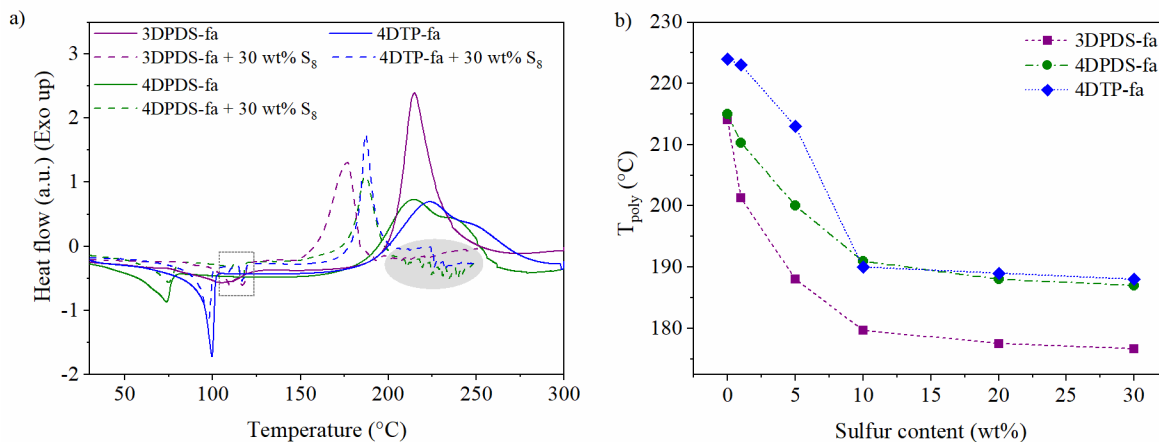 a)
3DPDS-fa
4DTP-fa
3DPDS-fa + 30 wt% S₈
4DTP-fa + 30 wt% S₈
4DPDS-fa
4DPDS-fa + 30 wt% S₈
3
2
1
0
-1
-2
Heat flow (a.u.) (Exo up)
50 100 150 200 250 300
Temperature (°C)
b)
3DPDS-fa
4DPDS-fa
4DTP-fa
230
220
210
200
190
180
T_poly (°C)
0 5 10 15 20 25 30
Sulfur content (wt%)